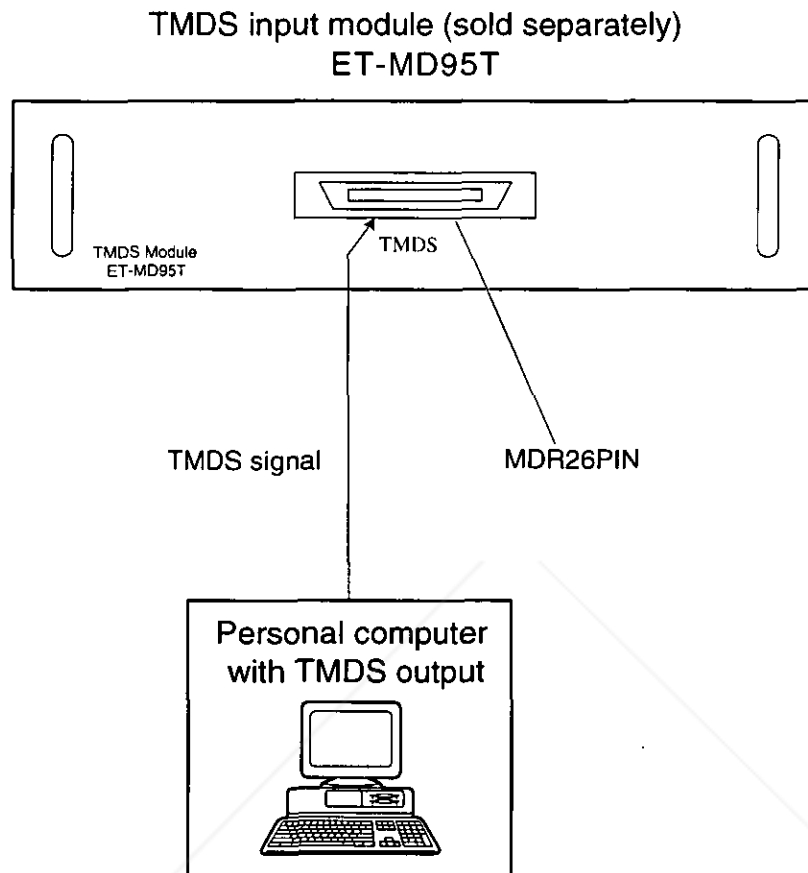 TMDS input module (sold separately)
ET-MD95T
TMDS
TMDS Module
ET-MD95T
TMDS signal
MDR26PIN
Personal computer
with TMDS output